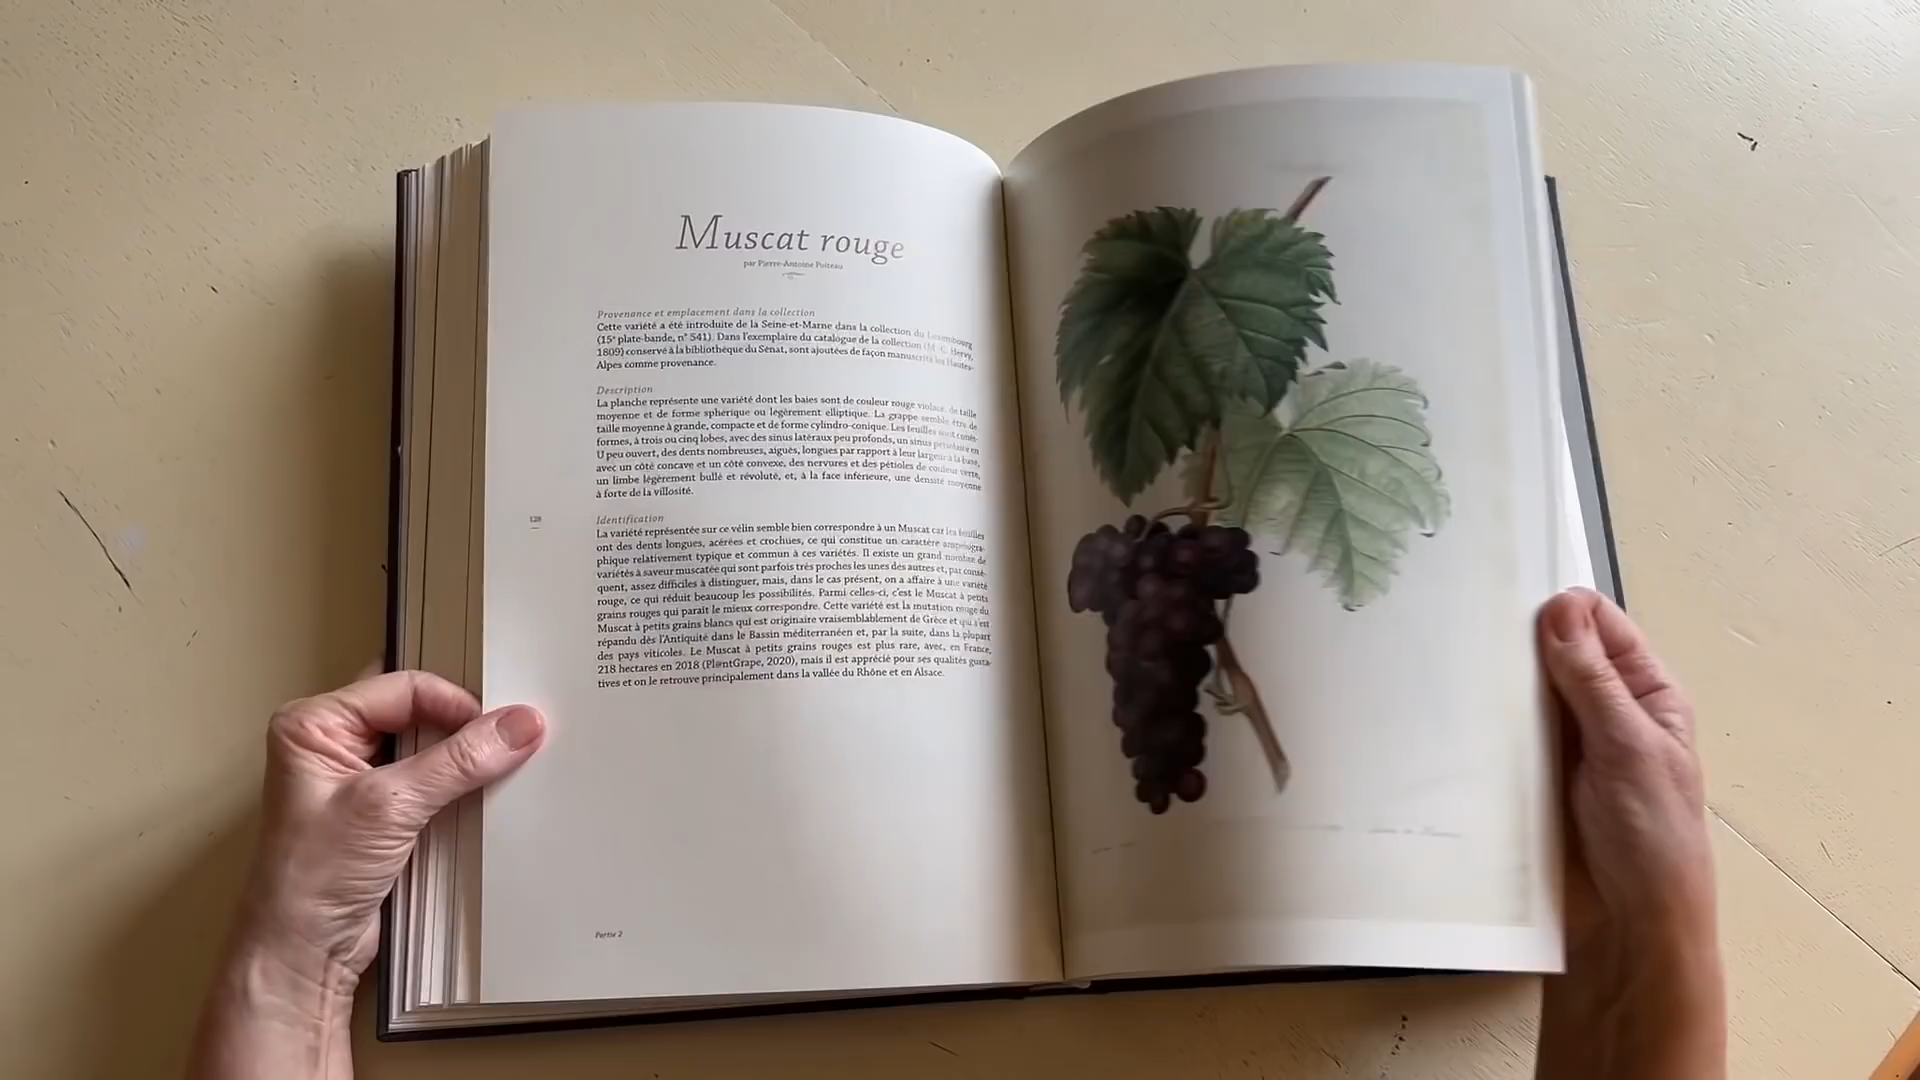 Muscat rouge
par Pierre-Antoine Poiteau
Provenance et emplacement dans la collection
Cette variété a été introduite de la Seine-et-Marne dans la collection du Luxembourg
(15ᵉ plate-bande, n° 541). Dans l'exemplaire du catalogue de la collection (M. C. Hervy,
1809) conservé à la bibliothèque du Sénat, sont ajoutées de façon manuscrite les Hautes-
Alpes comme provenance.
Description
La planche représente une variété dont les baies sont de couleur rouge violacé, de taille
moyenne et de forme sphérique ou légèrement elliptique. La grappe semble être de
taille moyenne à grande, compacte et de forme cylindro-conique. Les feuilles sont cunéi-
formes, à trois ou cinq lobes, avec des sinus latéraux peu profonds, un sinus pétiolaire en
U peu ouvert, des dents nombreuses, aiguës, longues par rapport à leur largeur à la base,
avec un côté concave et un côté convexe, des nervures et des pétioles de couleur verte,
un limbe légèrement bullé et révoluté, et, à la face inférieure, une densité moyenne
à forte de la villosité.
128
Identification
La variété représentée sur ce vélin semble bien correspondre à un Muscat car les feuilles
ont des dents longues, acérées et crochues, ce qui constitue un caractère ampélogra-
phique relativement typique et commun à ces variétés. Il existe un grand nombre de
variétés à saveur muscatée qui sont parfois très proches les unes des autres et, par consé-
quent, assez difficiles à distinguer, mais, dans le cas présent, on a affaire à une variété
rouge, ce qui réduit beaucoup les possibilités. Parmi celles-ci, c'est le Muscat à petits
grains rouges qui paraît le mieux correspondre. Cette variété est la mutation rouge du
Muscat à petits grains blancs qui est originaire vraisemblablement de Grèce et qui s'est
répandu dès l'Antiquité dans le Bassin méditerranéen et, par la suite, dans la plupart
des pays viticoles. Le Muscat à petits grains rouges est plus rare, avec, en France,
218 hectares en 2018 (Pl@ntGrape, 2020), mais il est apprécié pour ses qualités gusta-
tives et on le retrouve principalement dans la vallée du Rhône et en Alsace.
Partie 2